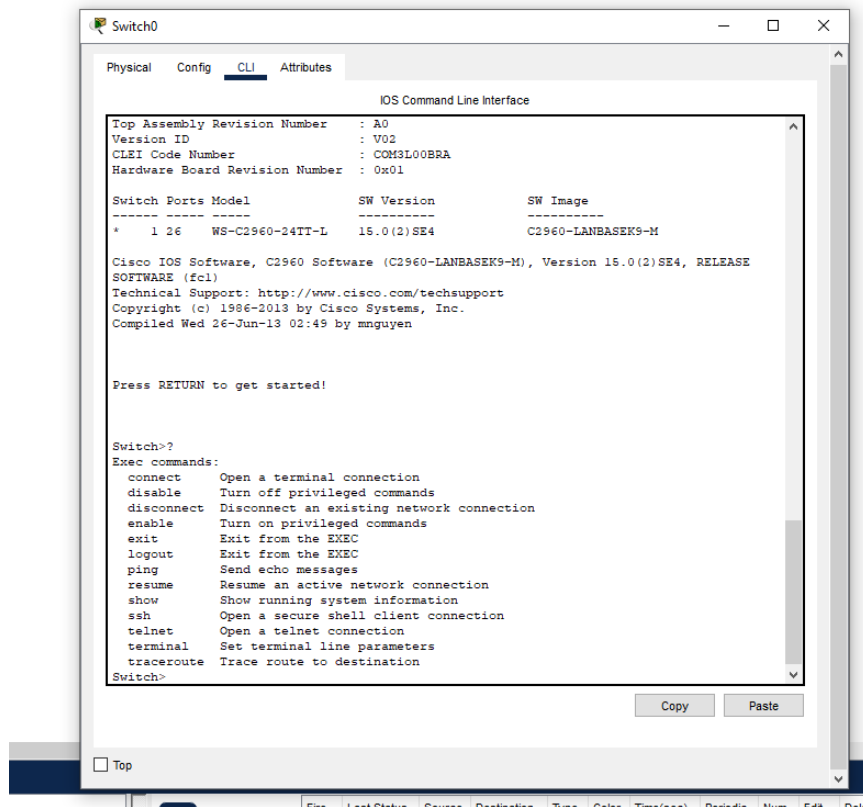 Switch0
Physical Config CLI Attributes
IOS Command Line Interface
Top Assembly Revision Number    : A0
Version ID                      : V02
CLEI Code Number                : COM3L00BRA
Hardware Board Revision Number  : 0x01
Switch Ports Model              SW Version            SW Image
------ ----- -----              ----------            ----------
*    1 26    WS-C2960-24TT-L    15.0(2)SE4            C2960-LANBASEK9-M
Cisco IOS Software, C2960 Software (C2960-LANBASEK9-M), Version 15.0(2)SE4, RELEASE
SOFTWARE (fc1)
Technical Support: http://www.cisco.com/techsupport
Copyright (c) 1986-2013 by Cisco Systems, Inc.
Compiled Wed 26-Jun-13 02:49 by mnguyen
Press RETURN to get started!
Switch>?
Exec commands:
  connect     Open a terminal connection
  disable     Turn off privileged commands
  disconnect  Disconnect an existing network connection
  enable      Turn on privileged commands
  exit        Exit from the EXEC
  logout      Exit from the EXEC
  ping        Send echo messages
  resume      Resume an active network connection
  show        Show running system information
  ssh         Open a secure shell client connection
  telnet      Open a telnet connection
  terminal    Set terminal line parameters
  traceroute  Trace route to destination
Switch>
Copy Paste
Top
Fire Last Status Source Destination Type Color Time(sec) Periodic Num Edit